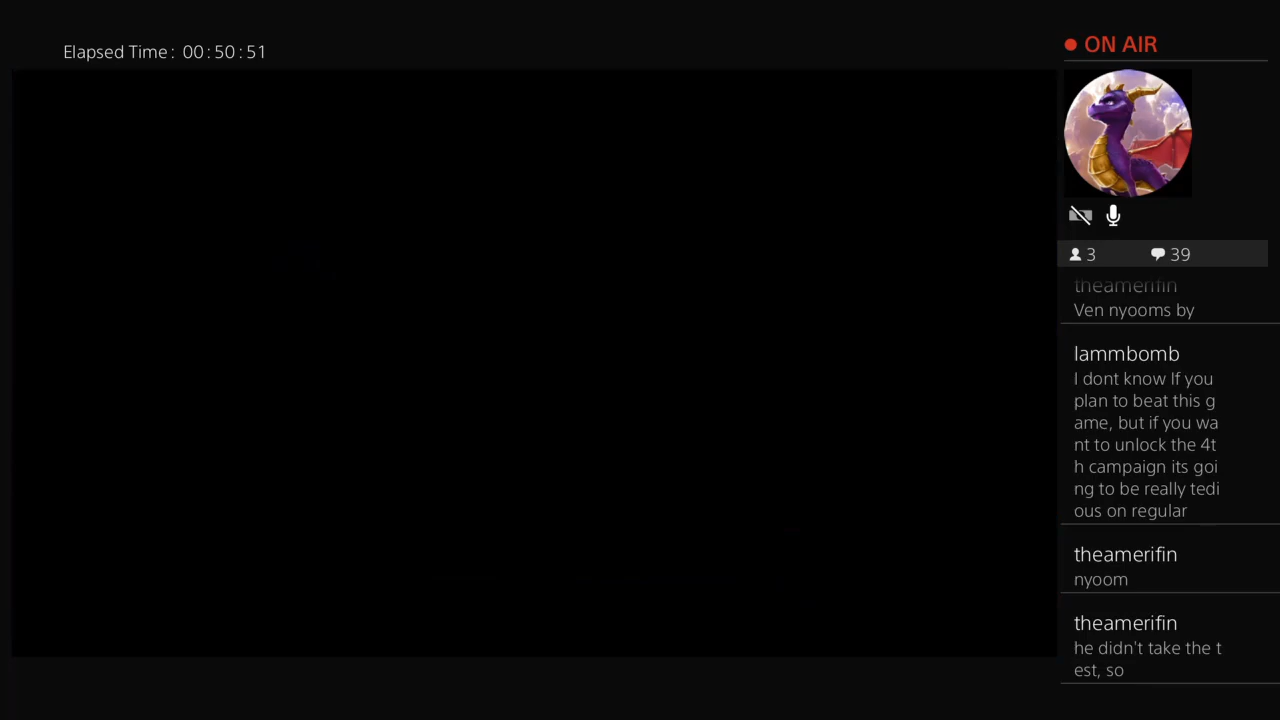 Elapsed Time: 00:50:51
ON AIR
3
39
theamerifin
Ven nyooms by
lammbomb
I dont know If you
plan to beat this g
ame, but if you wa
nt to unlock the 4t
h campaign its goi
ng to be really tedi
ous on regular
theamerifin
nyoom
theamerifin
he didn't take the t
est, so